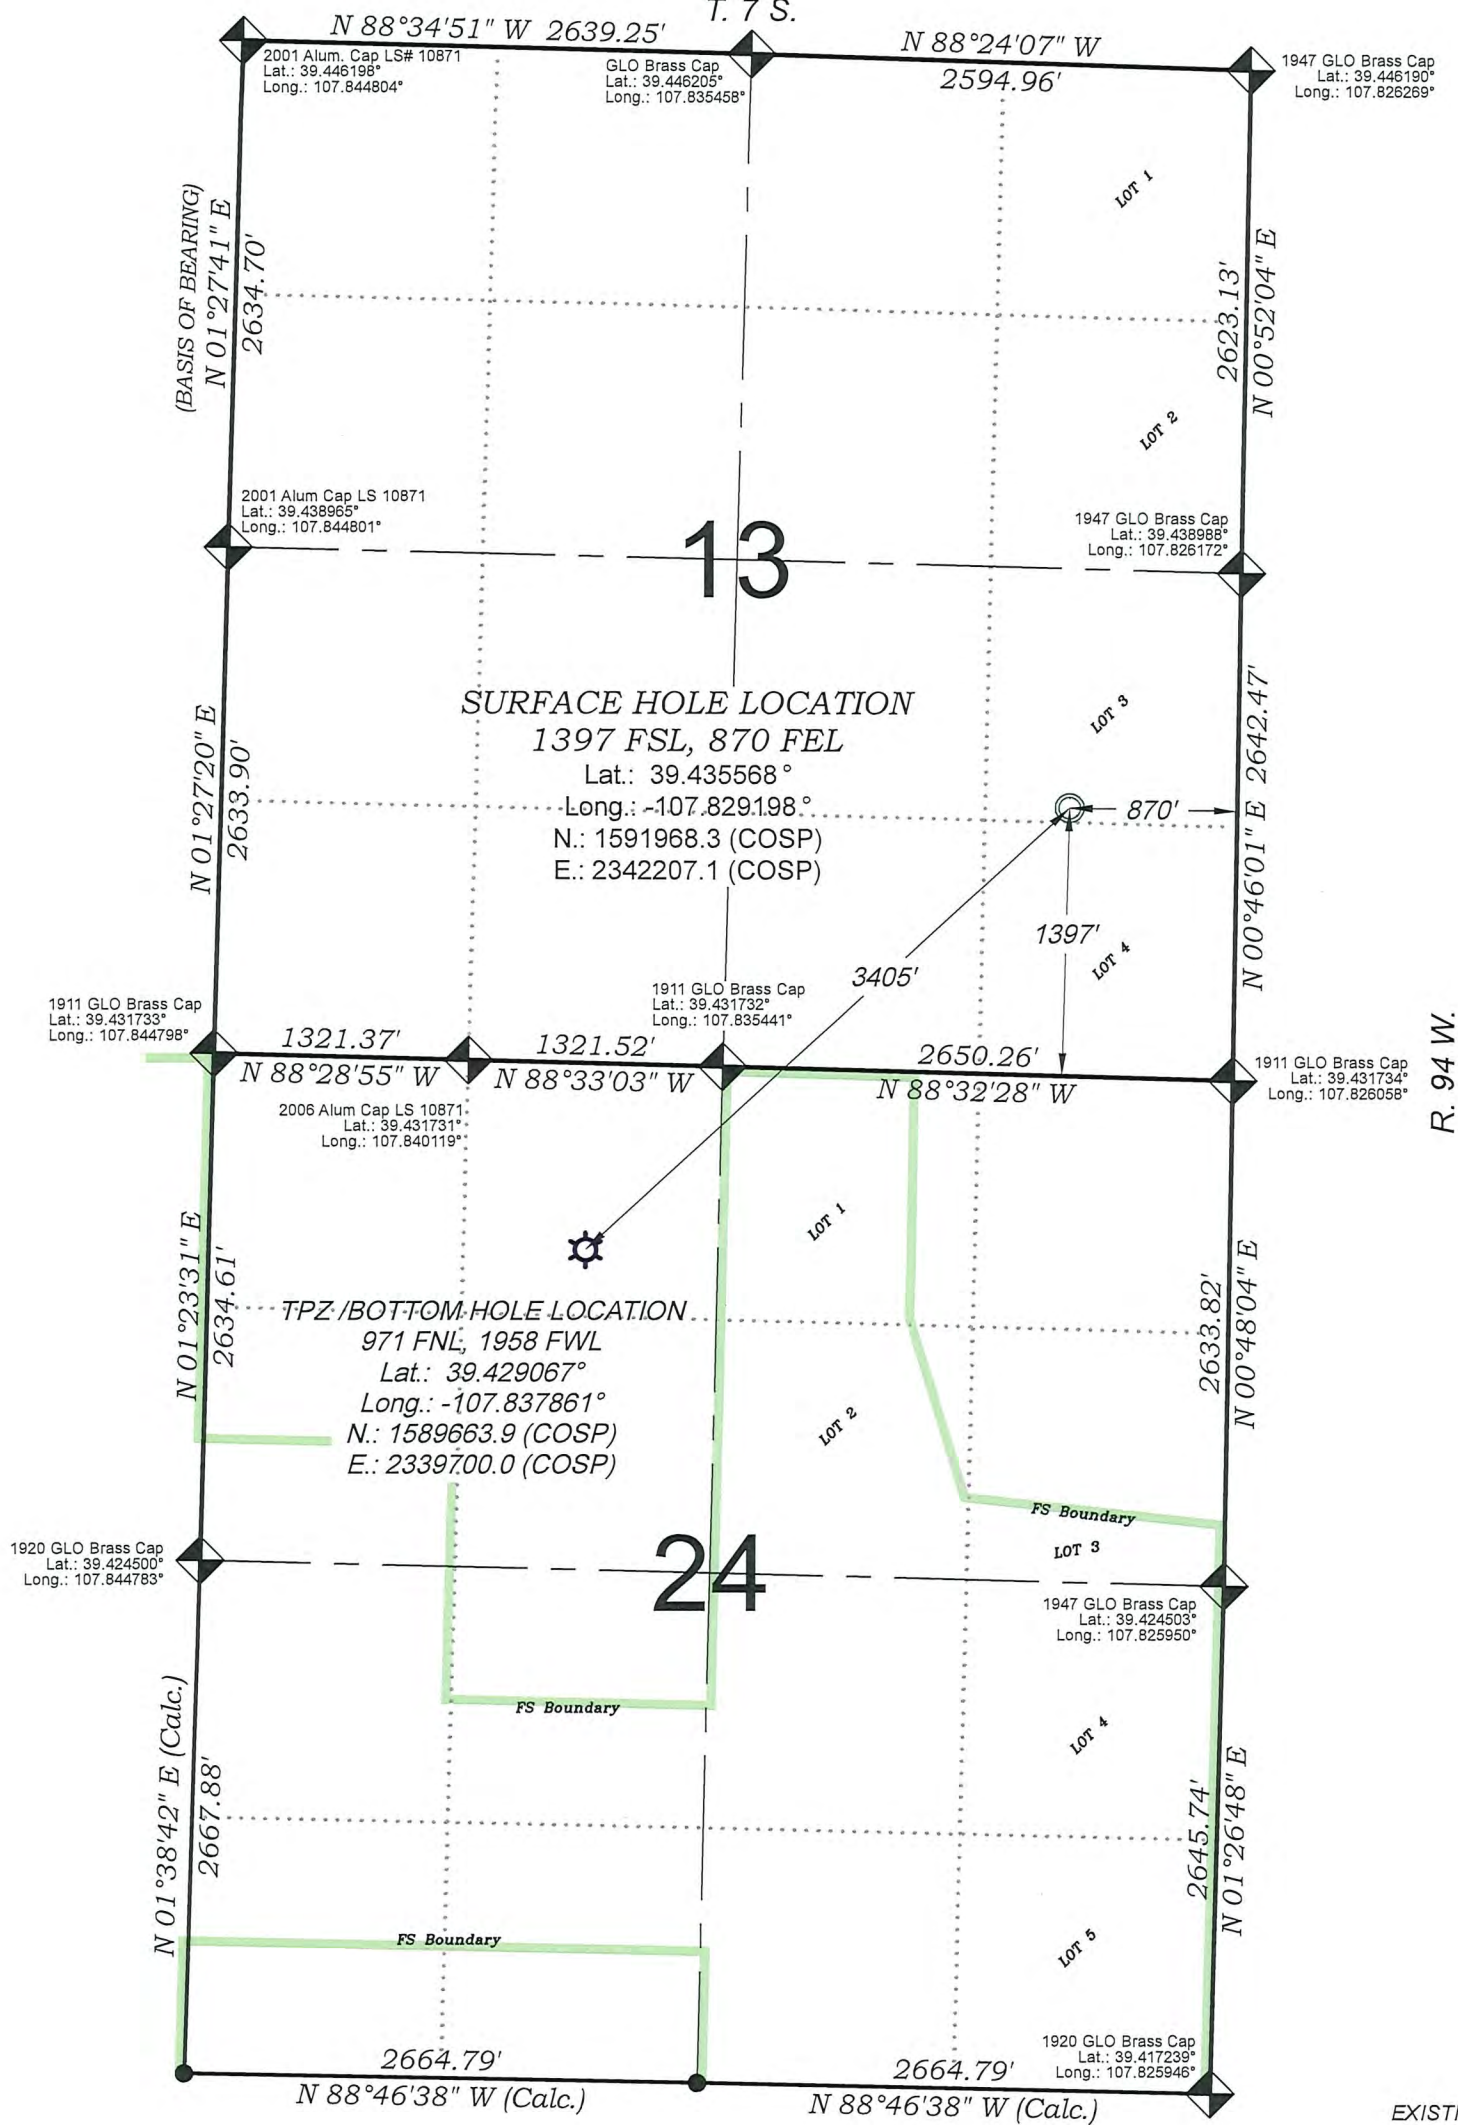 T. 7 S.
N 88°34'51" W 2639.25'
N 88°24'07" W
2594.96'
2001 Alum. Cap LS# 10871
Lat.: 39.446198°
Long.: 107.844804°
GLO Brass Cap
Lat.: 39.446205°
Long.: 107.835458°
1947 GLO Brass Cap
Lat.: 39.446190°
Long.: 107.826269°
LOT 1
(BASIS OF BEARING)
N 01°27'41" E
2634.70'
2623.13'
N 00°52'04" E
LOT 2
2001 Alum Cap LS 10871
Lat.: 39.438965°
Long.: 107.844801°
13
1947 GLO Brass Cap
Lat.: 39.438988°
Long.: 107.826172°
SURFACE HOLE LOCATION
1397 FSL, 870 FEL
Lat.: 39.435568°
Long.: -107.829198°
N.: 1591968.3 (COSP)
E.: 2342207.1 (COSP)
LOT 3
N 01°27'20" E
2633.90'
870'
N 00°46'01" E 2642.47'
1397'
LOT 4
3405'
1911 GLO Brass Cap
Lat.: 39.431733°
Long.: 107.844798°
1911 GLO Brass Cap
Lat.: 39.431732°
Long.: 107.835441°
1321.37'
N 88°28'55" W
1321.52'
N 88°33'03" W
2650.26'
N 88°32'28" W
1911 GLO Brass Cap
Lat.: 39.431734°
Long.: 107.826058°
R. 94 W.
2006 Alum Cap LS 10871
Lat.: 39.431731°
Long.: 107.840119°
LOT 1
N 01°23'31" E
2634.61'
2633.82'
N 00°48'04" E
TPZ /BOTTOM HOLE LOCATION
971 FNL, 1958 FWL
Lat.: 39.429067°
Long.: -107.837861°
N.: 1589663.9 (COSP)
E.: 2339700.0 (COSP)
LOT 2
FS Boundary
LOT 3
1920 GLO Brass Cap
Lat.: 39.424500°
Long.: 107.844783°
24
1947 GLO Brass Cap
Lat.: 39.424503°
Long.: 107.825950°
FS Boundary
LOT 4
N 01°38'42" E (Calc.)
2667.88'
2645.74'
N 01°26'48" E
FS Boundary
LOT 5
1920 GLO Brass Cap
Lat.: 39.417239°
Long.: 107.825946°
2664.79'
N 88°46'38" W (Calc.)
2664.79'
N 88°46'38" W (Calc.)